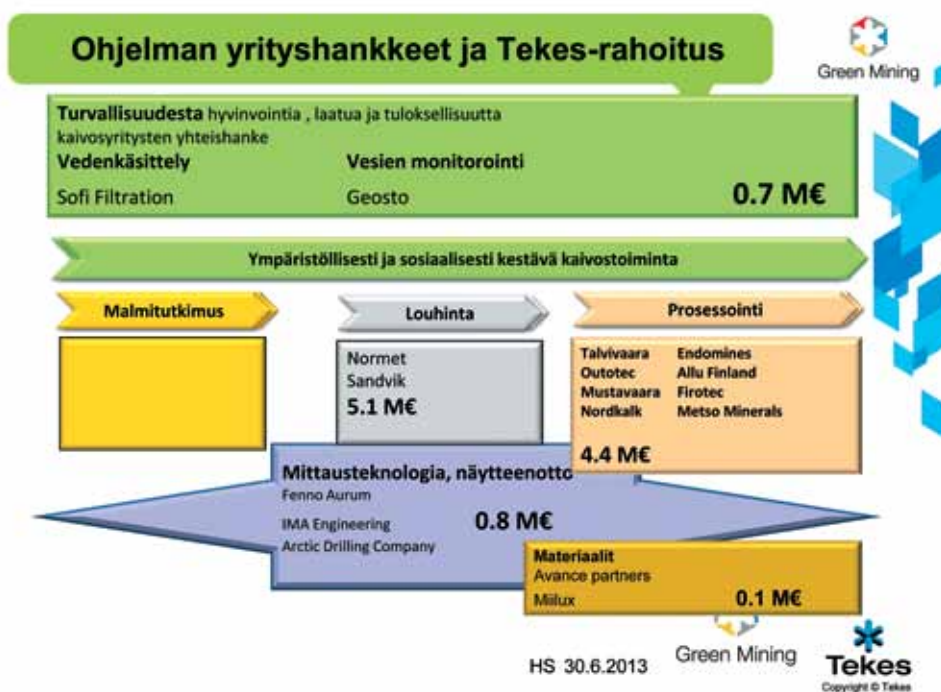 Ohjelman yrityshankkeet ja Tekes-rahoitus
Green Mining
Turvallisuudesta hyvinvointia , laatua ja tuloksellisuutta
kaivosyritysten yhteishanke
Vedenkäsittely Vesien monitorointi
Sofi Filtration Geosto 0.7 M€
Ympäristöllisesti ja sosiaalisesti kestävä kaivostoiminta
Malmitutkimus
Louhinta
Normet
Sandvik
5.1 M€
Prosessointi
Talvivaara Endomines
Outotec Allu Finland
Mustavaara Firotec
Nordkalk Metso Minerals
4.4 M€
Mittausteknologia, näytteenotto
Fenno Aurum
IMA Engineering 0.8 M€
Arctic Drilling Company
Materiaalit
Avance partners
Miilux 0.1 M€
HS 30.6.2013
Green Mining
Tekes
Copyright © Tekes